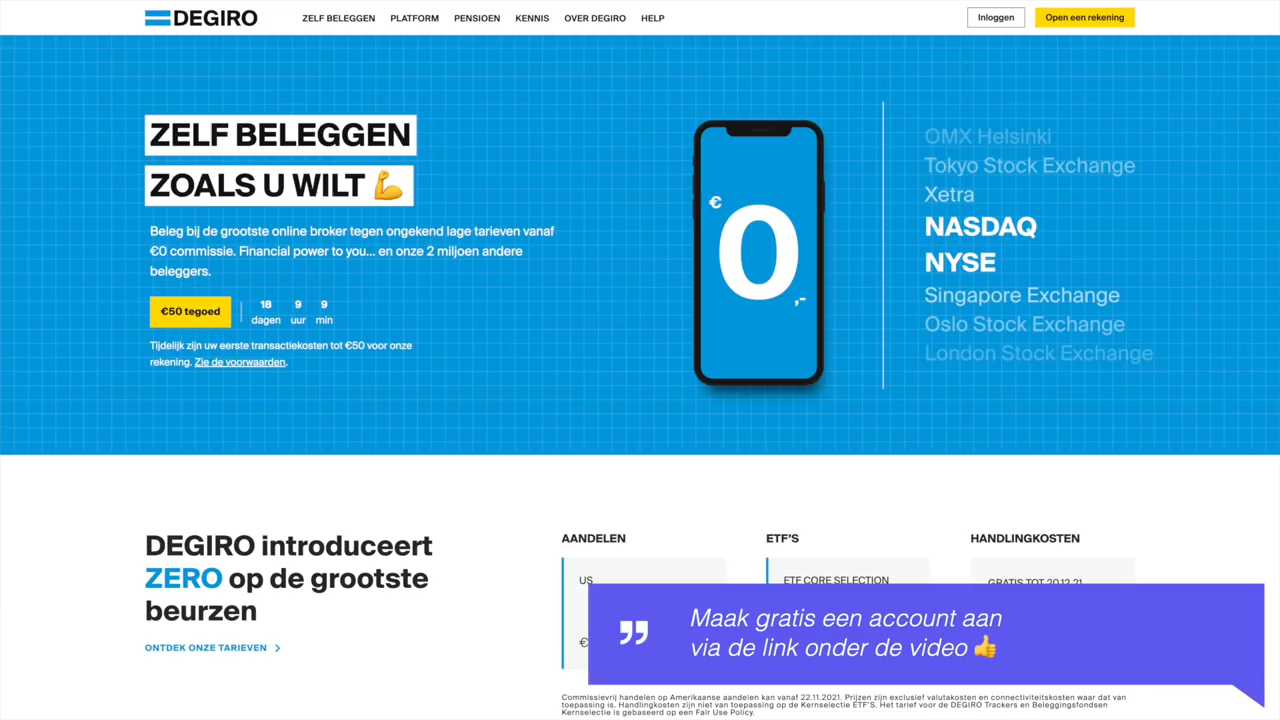 DEGIRO
ZELF BELEGGEN PLATFORM PENSIOEN KENNIS OVER DEGIRO HELP
Inloggen
Open een rekening
ZELF BELEGGEN
ZOALS U WILT 💪
Beleg bij de grootste online broker tegen ongekend lage tarieven vanaf
€0 commissie. Financial power to you... en onze 2 miljoen andere
beleggers.
€50 tegoed
18 9 9
dagen uur min
Tijdelijk zijn uw eerste transactiekosten tot €50 voor onze
rekening. Zie de voorwaarden.
€0,-
OMX Helsinki
Tokyo Stock Exchange
Xetra
NASDAQ
NYSE
Singapore Exchange
Oslo Stock Exchange
London Stock Exchange
DEGIRO introduceert
ZERO op de grootste
beurzen
ONTDEK ONZE TARIEVEN
AANDELEN
US
€
ETF'S
ETF CORE SELECTION
HANDLINGKOSTEN
GRATIS TOT 20.12.21
Maak gratis een account aan
via de link onder de video 👍
Commissievrij handelen op Amerikaanse aandelen kan vanaf 22.11.2021. Prijzen zijn exclusief valutakosten en connectiviteitskosten waar dat van
toepassing is. Handlingkosten zijn niet van toepassing op de Kernselectie ETF'S. Het tarief voor de DEGIRO Trackers en Beleggingsfondsen
Kernselectie is gebaseerd op een Fair Use Policy.